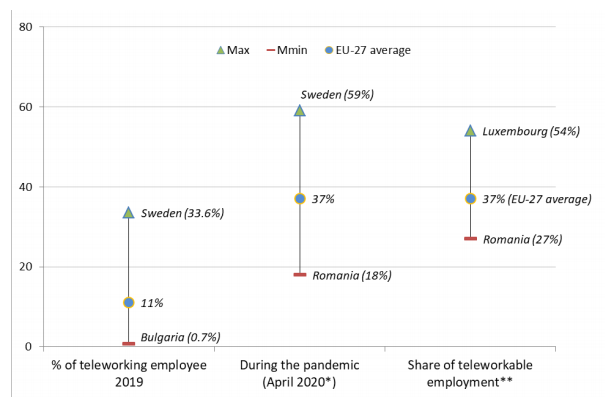 80
Max Mmin EU-27 average
Sweden (59%)
60
Luxembourg (54%)
40
37%
37% (EU-27 average)
Sweden (33.6%)
Romania (27%)
20
Romania (18%)
11%
Bulgaria (0.7%)
0
% of teleworking employee
2019
During the pandemic
(April 2020*)
Share of teleworkable
employment**